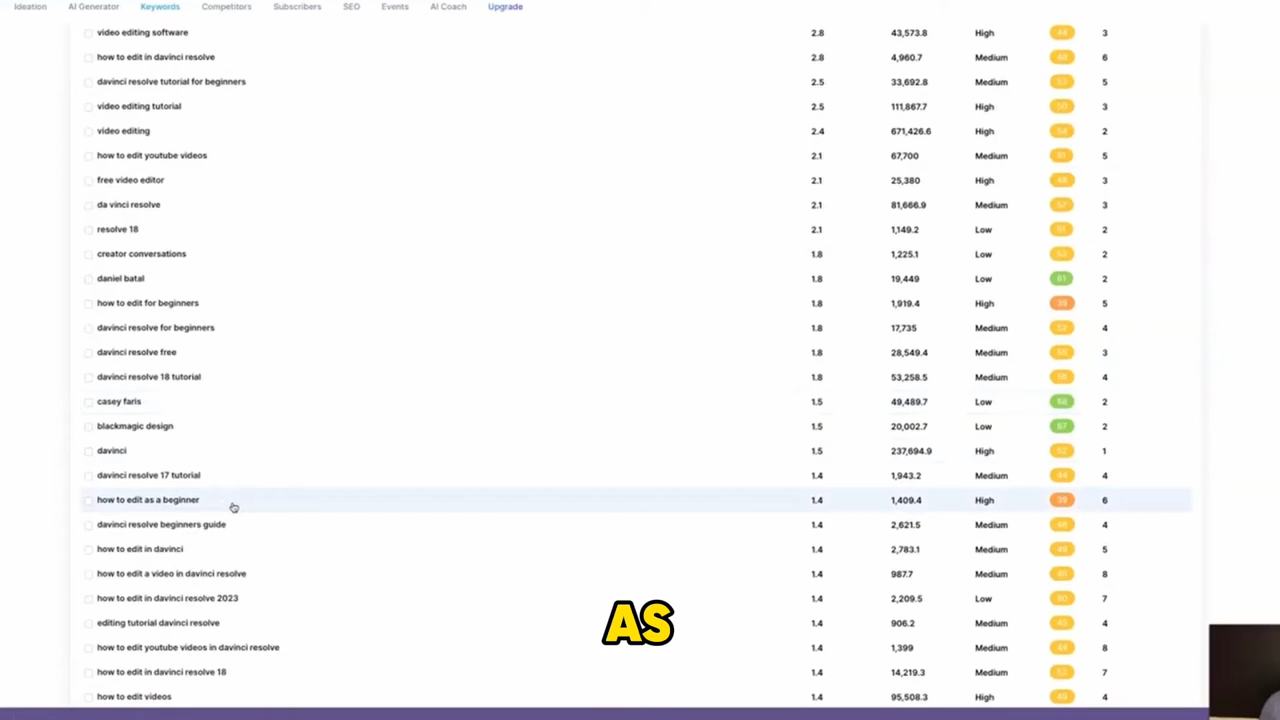 Ideation AI Generator Keywords Competitors Subscribers SEO Events AI Coach Upgrade
video editing software 2.8 43,573.8 High 44 3
how to edit in davinci resolve 2.8 4,960.7 Medium 6
davinci resolve tutorial for beginners 2.5 33,692.8 Medium 5
video editing tutorial 2.5 111,867.7 High 50 3
video editing 2.4 671,426.6 High 54 2
how to edit youtube videos 2.1 67,700 Medium 5
free video editor 2.1 25,380 High 3
da vinci resolve 2.1 81,666.9 Medium 57 3
resolve 18 2.1 1,149.2 Low 51 2
creator conversations 1.8 1,225.1 Low 2
daniel batal 1.8 19,449 Low 61 2
how to edit for beginners 1.8 1,919.4 High 39 5
davinci resolve for beginners 1.8 17,735 Medium 52 4
davinci resolve free 1.8 28,549.4 Medium 3
davinci resolve 18 tutorial 1.8 53,258.5 Medium 4
casey faris 1.5 49,489.7 Low 2
blackmagic design 1.5 20,002.7 Low 67 2
davinci 1.5 237,694.9 High 52 1
davinci resolve 17 tutorial 1.4 1,943.2 Medium 44 4
how to edit as a beginner 1.4 1,409.4 High 39 6
davinci resolve beginners guide 1.4 2,621.5 Medium 4
how to edit in davinci 1.4 2,783.1 Medium 49 5
how to edit a video in davinci resolve 1.4 987.7 Medium 8
how to edit in davinci resolve 2023 1.4 2,209.5 Low 7
editing tutorial davinci resolve 1.4 906.2 Medium 4
how to edit youtube videos in davinci resolve 1.4 1,399 Medium 44 8
how to edit in davinci resolve 18 1.4 14,219.3 Medium 7
how to edit videos 1.4 95,508.3 High 49 4
AS